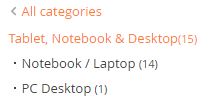 < All categories
Tablet, Notebook & Desktop(15)
• Notebook / Laptop (14)
• PC Desktop (1)